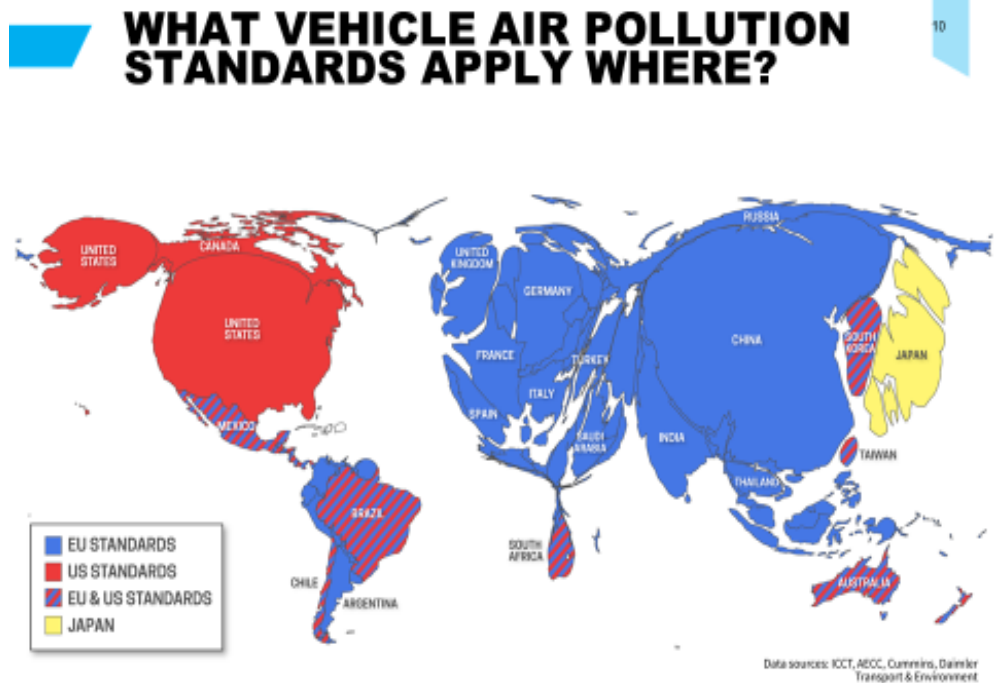 WHAT VEHICLE AIR POLLUTION
STANDARDS APPLY WHERE?
10
UNITED
STATES
CANADA
UNITED
STATES
MEXICO
BRAZIL
CHILE
ARGENTINA
UNITED
KINGDOM
GERMANY
FRANCE
ITALY
SPAIN
TURKEY
SAUDI
ARABIA
SOUTH
AFRICA
RUSSIA
CHINA
INDIA
THAILAND
SOUTH
KOREA
JAPAN
TAIWAN
AUSTRALIA
EU STANDARDS
US STANDARDS
EU & US STANDARDS
JAPAN
Data sources: ICCT, AECC, Cummins, Daimler
Transport & Environment